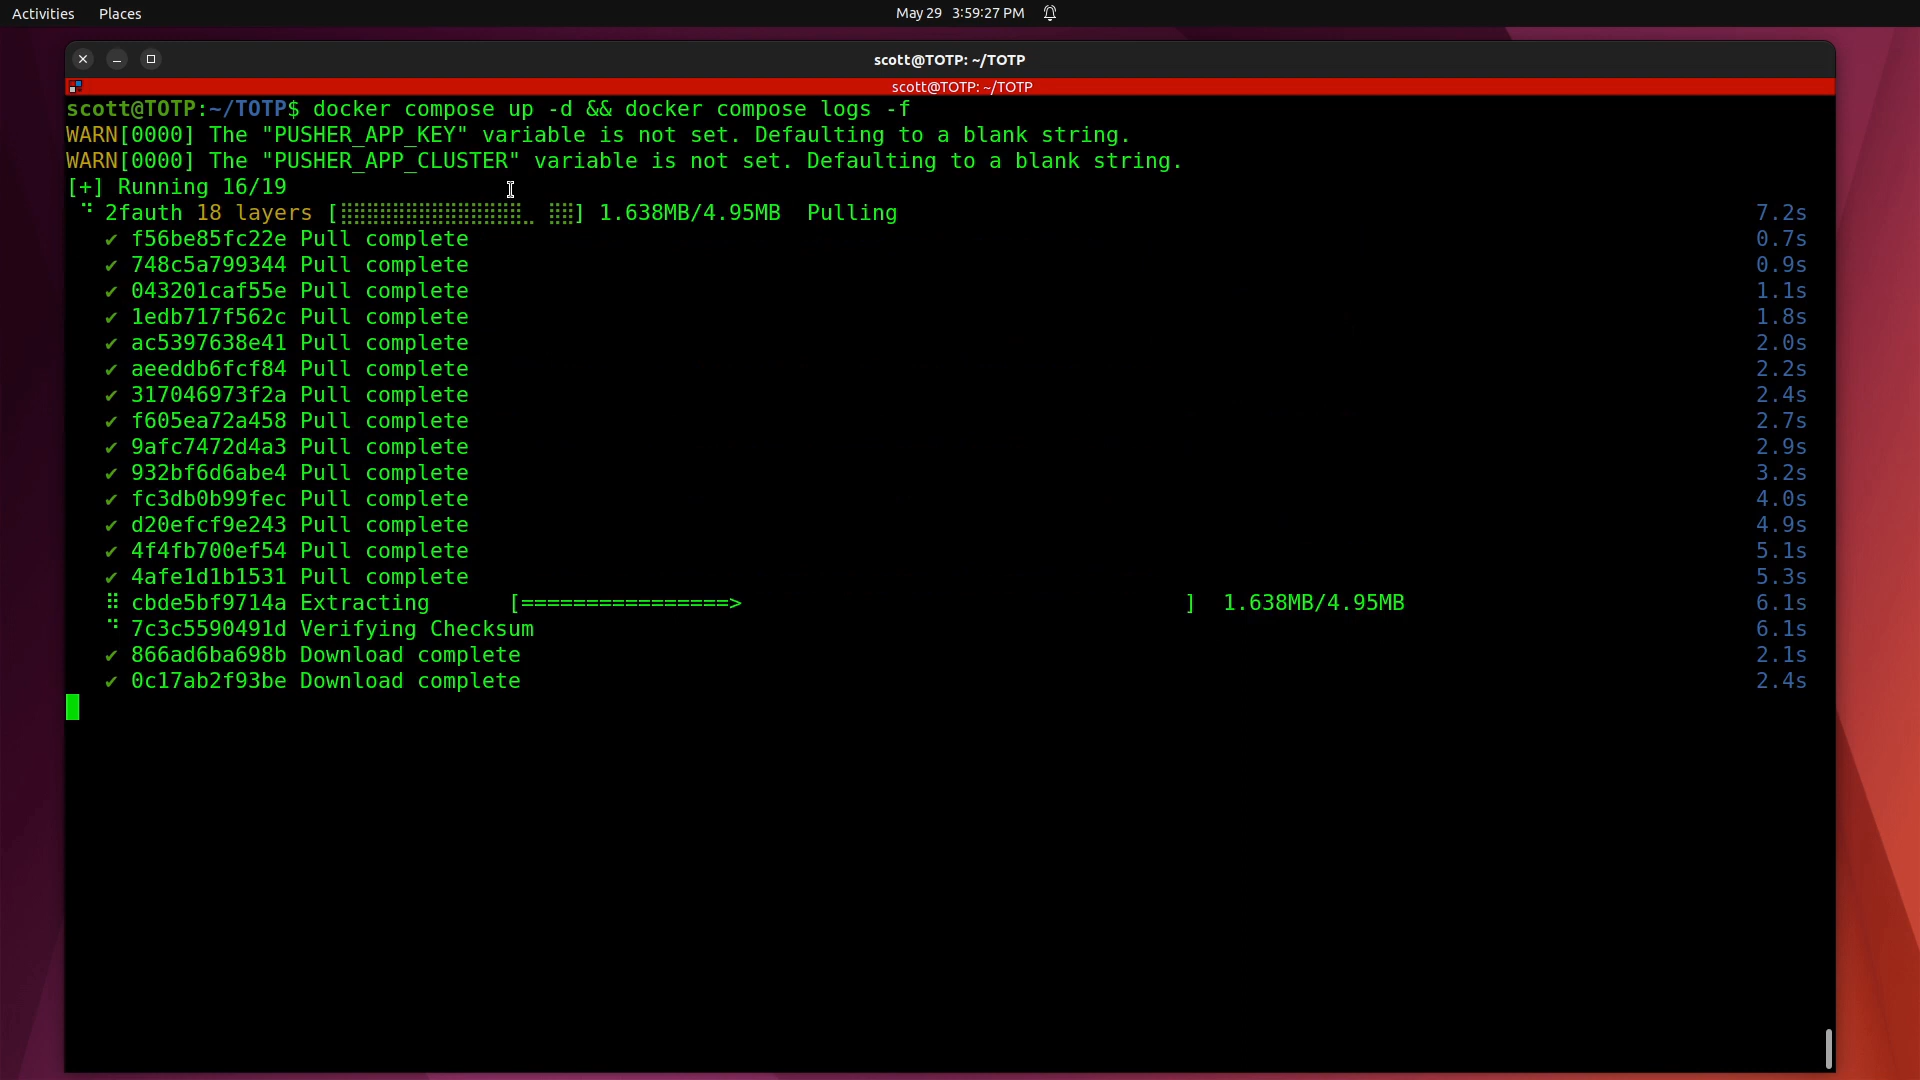 Activities Places May 29 3:59:27 PM
scott@TOTP: ~/TOTP
scott@TOTP: ~/TOTP
scott@TOTP:~/TOTP$ docker compose up -d && docker compose logs -f
WARN[0000] The "PUSHER_APP_KEY" variable is not set. Defaulting to a blank string.
WARN[0000] The "PUSHER_APP_CLUSTER" variable is not set. Defaulting to a blank string.
[+] Running 16/19
⠙ 2fauth 18 layers [⣿⣿⣿⣿⣿⣿⣿⣿⣿⣿⣿⣿⣿⣿⣀⠀⣿⣿] 1.638MB/4.95MB Pulling 7.2s
✔ f56be85fc22e Pull complete 0.7s
✔ 748c5a799344 Pull complete 0.9s
✔ 043201caf55e Pull complete 1.1s
✔ 1edb717f562c Pull complete 1.8s
✔ ac5397638e41 Pull complete 2.0s
✔ aeeddb6fcf84 Pull complete 2.2s
✔ 317046973f2a Pull complete 2.4s
✔ f605ea72a458 Pull complete 2.7s
✔ 9afc7472d4a3 Pull complete 2.9s
✔ 932bf6d6abe4 Pull complete 3.2s
✔ fc3db0b99fec Pull complete 4.0s
✔ d20efcf9e243 Pull complete 4.9s
✔ 4f4fb700ef54 Pull complete 5.1s
✔ 4afe1d1b1531 Pull complete 5.3s
⠿ cbde5bf9714a Extracting [================> ] 1.638MB/4.95MB 6.1s
⠙ 7c3c5590491d Verifying Checksum 6.1s
✔ 866ad6ba698b Download complete 2.1s
✔ 0c17ab2f93be Download complete 2.4s